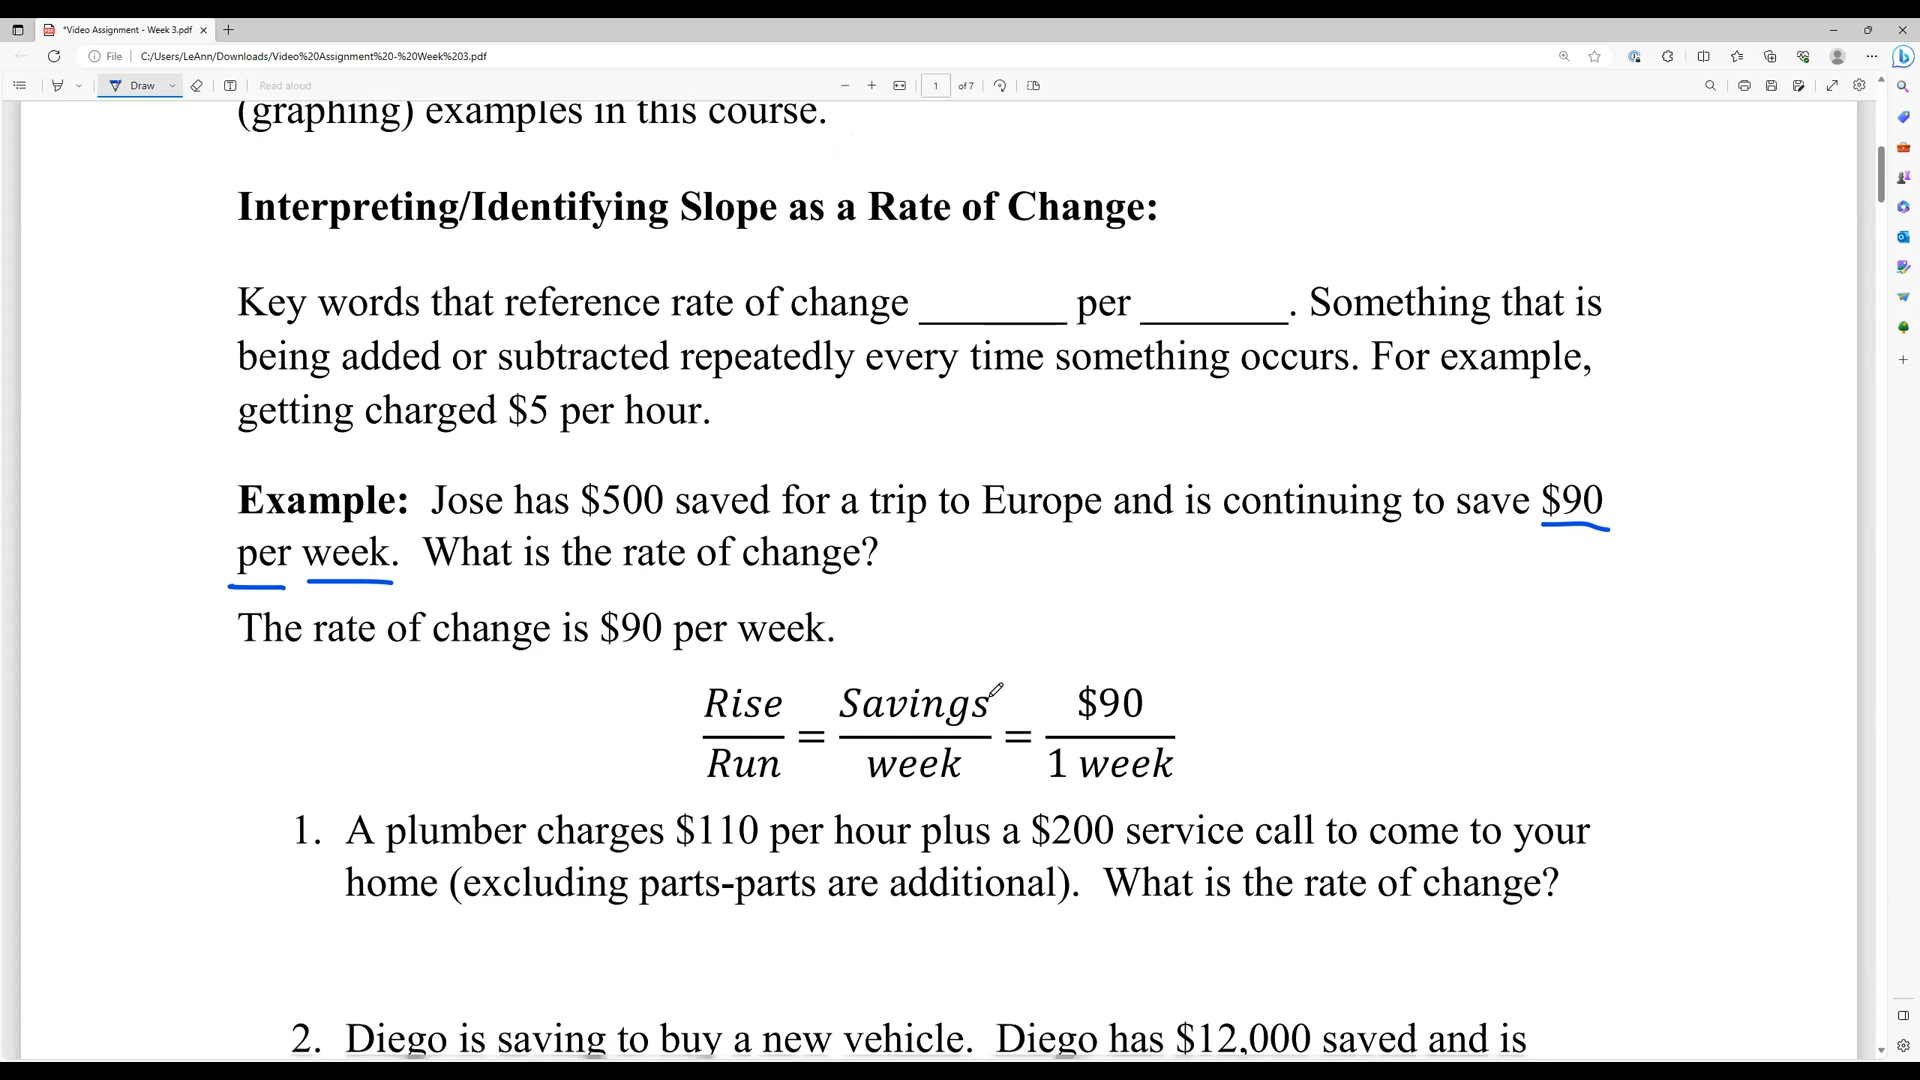 *Video Assignment - Week 3.pdf
File
C:/Users/LeAnn/Downloads/Video%20Assignment%20-%20Week%203.pdf
Draw
Read aloud
1 of 7
(graphing) examples in this course.
Interpreting/Identifying Slope as a Rate of Change:
Key words that reference rate of change _______ per _______. Something that is
being added or subtracted repeatedly every time something occurs. For example,
getting charged $5 per hour.
Example: Jose has $500 saved for a trip to Europe and is continuing to save $90
per week. What is the rate of change?
The rate of change is $90 per week.
Rise Savings $90
= =
Run week 1 week
1. A plumber charges $110 per hour plus a $200 service call to come to your
home (excluding parts-parts are additional). What is the rate of change?
2. Diego is saving to buy a new vehicle. Diego has $12,000 saved and is